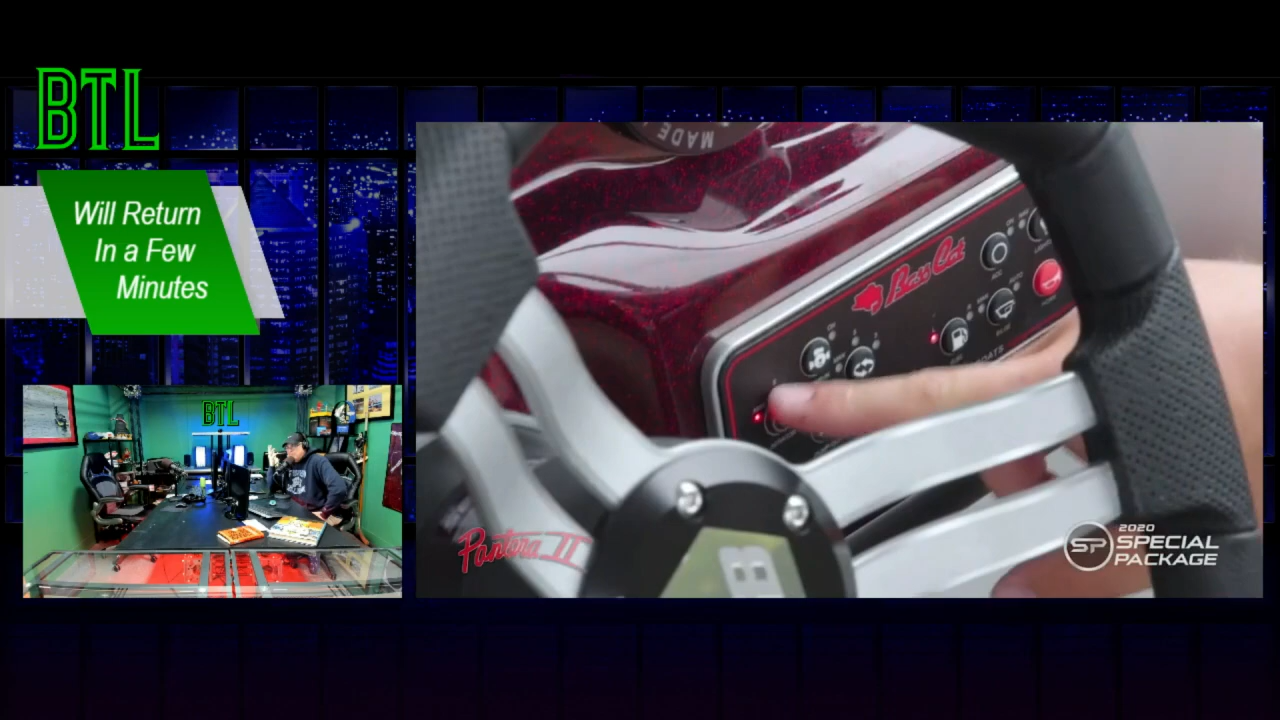 BTL
Will Return
In a Few
Minutes
BTL
MADE
Bass Cat
Pantera II
2020
SP SPECIAL
PACKAGE